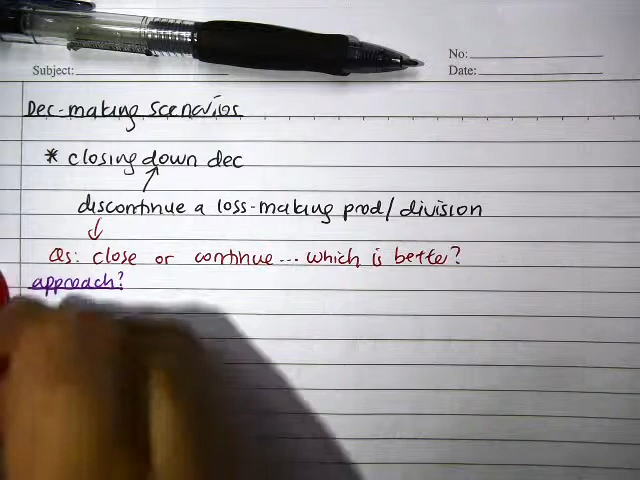 No:
Subject:
Date:
Dec-making scenarios
* closing down dec
discontinue a loss-making prod/division
Qs: close or continue... which is better?
approach?